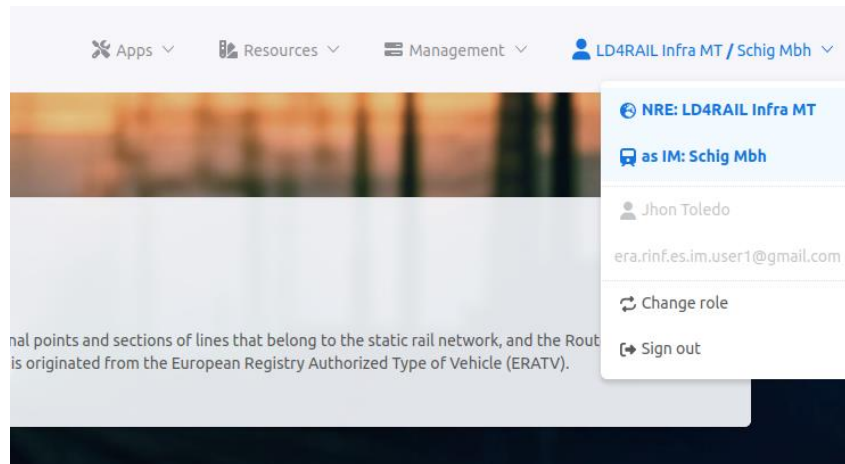 Apps
Resources
Management
LD4RAIL Infra MT / Schig Mbh
NRE: LD4RAIL Infra MT
as IM: Schig Mbh
Jhon Toledo
era.rinf.es.im.user1@gmail.com
Change role
Sign out
nal points and sections of lines that belong to the static rail network, and the Rout
is originated from the European Registry Authorized Type of Vehicle (ERATV).